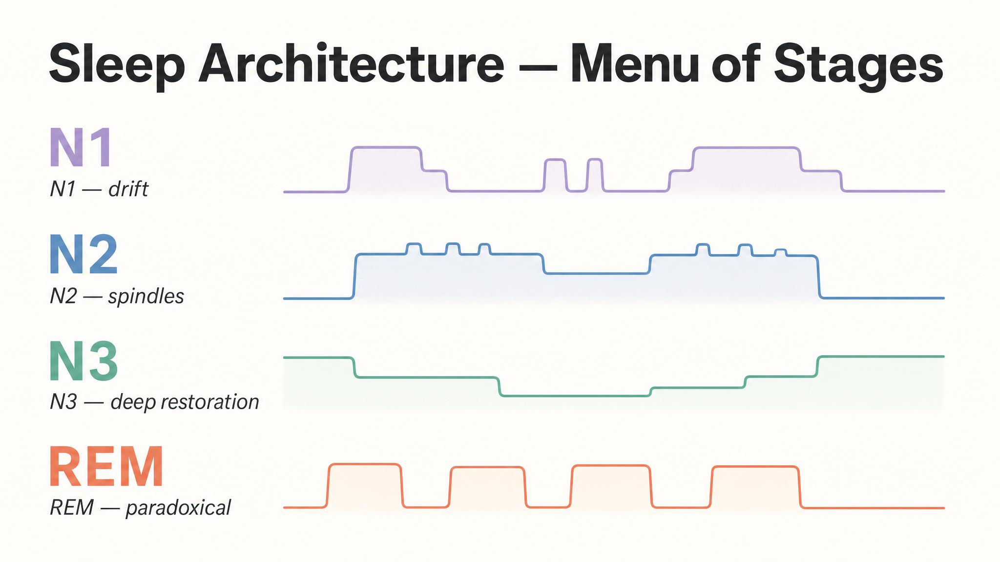 Sleep Architecture — Menu of Stages
N1
N1 — drift
N2
N2 — spindles
N3
N3 — deep restoration
REM
REM — paradoxical